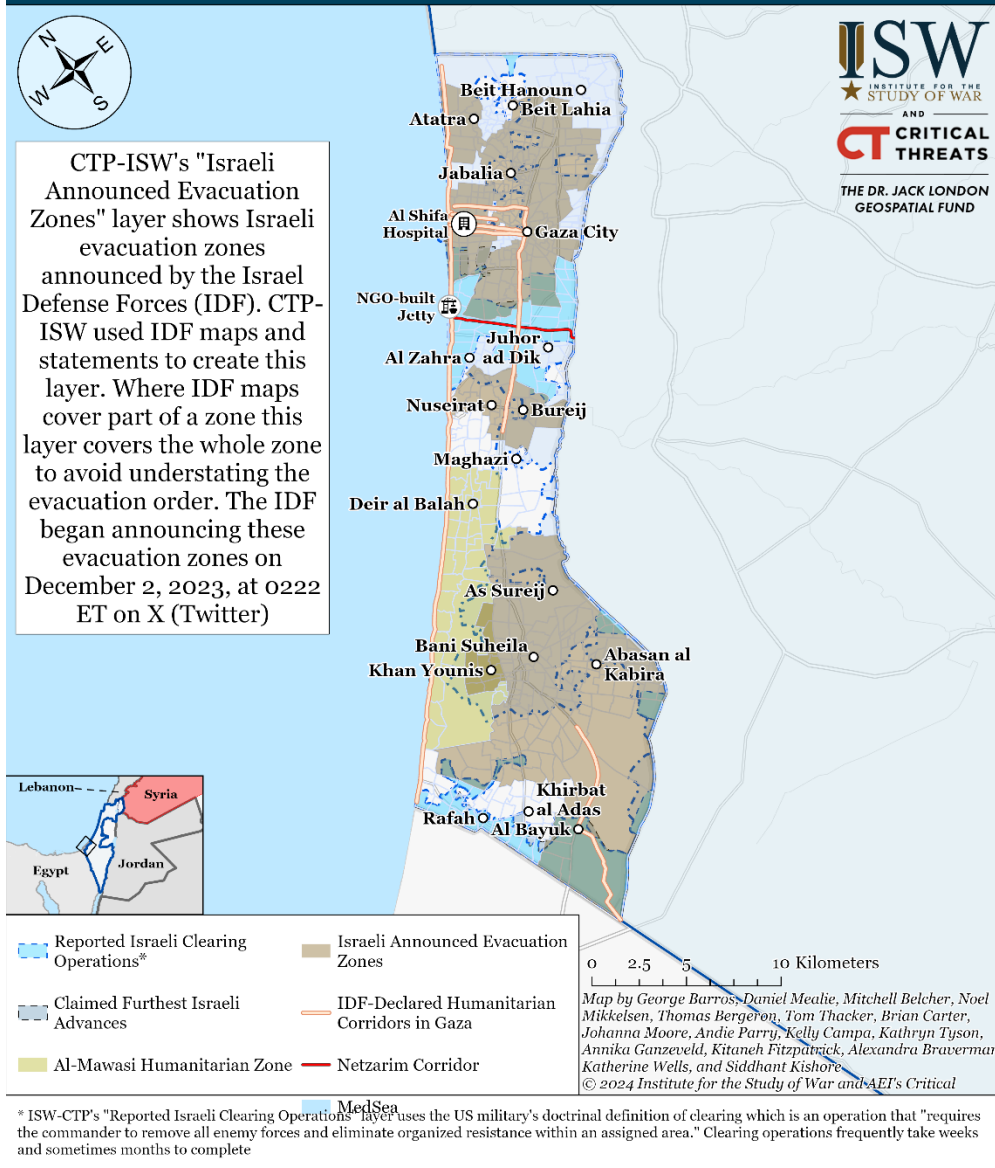 N
E
S
W
ISW
INSTITUTE FOR THE
STUDY OF WAR
AND
CT CRITICAL
THREATS
THE DR. JACK LONDON
GEOSPATIAL FUND
CTP-ISW's "Israeli
Announced Evacuation
Zones" layer shows Israeli
evacuation zones
announced by the Israel
Defense Forces (IDF). CTP-
ISW used IDF maps and
statements to create this
layer. Where IDF maps
cover part of a zone this
layer covers the whole zone
to avoid understating the
evacuation order. The IDF
began announcing these
evacuation zones on
December 2, 2023, at 0222
ET on X (Twitter)
Beit Hanoun
Beit Lahia
Atatra
Jabalia
Al Shifa
Hospital
Gaza City
NGO-built
Jetty
Juhor
ad Dik
Al Zahra
Nuseirat
Bureij
Maghazi
Deir al Balah
As Sureij
Bani Suheila
Abasan al
Kabira
Khan Younis
Khirbat
al Adas
Rafah
Al Bayuk
Lebanon
Syria
Egypt
Jordan
Reported Israeli Clearing
Operations*
Claimed Furthest Israeli
Advances
Al-Mawasi Humanitarian Zone
Israeli Announced Evacuation
Zones
IDF-Declared Humanitarian
Corridors in Gaza
Netzarim Corridor
MedSea
0 2.5 5 10 Kilometers
Map by George Barros, Daniel Mealie, Mitchell Belcher, Noel
Mikkelsen, Thomas Bergeron, Tom Thacker, Brian Carter,
Johanna Moore, Andie Parry, Kelly Campa, Kathryn Tyson,
Annika Ganzeveld, Kitaneh Fitzpatrick, Alexandra Braverman
Katherine Wells, and Siddhant Kishore
© 2024 Institute for the Study of War and AEI's Critical
* ISW-CTP's "Reported Israeli Clearing Operations" layer uses the US military's doctrinal definition of clearing which is an operation that "requires
the commander to remove all enemy forces and eliminate organized resistance within an assigned area." Clearing operations frequently take weeks
and sometimes months to complete